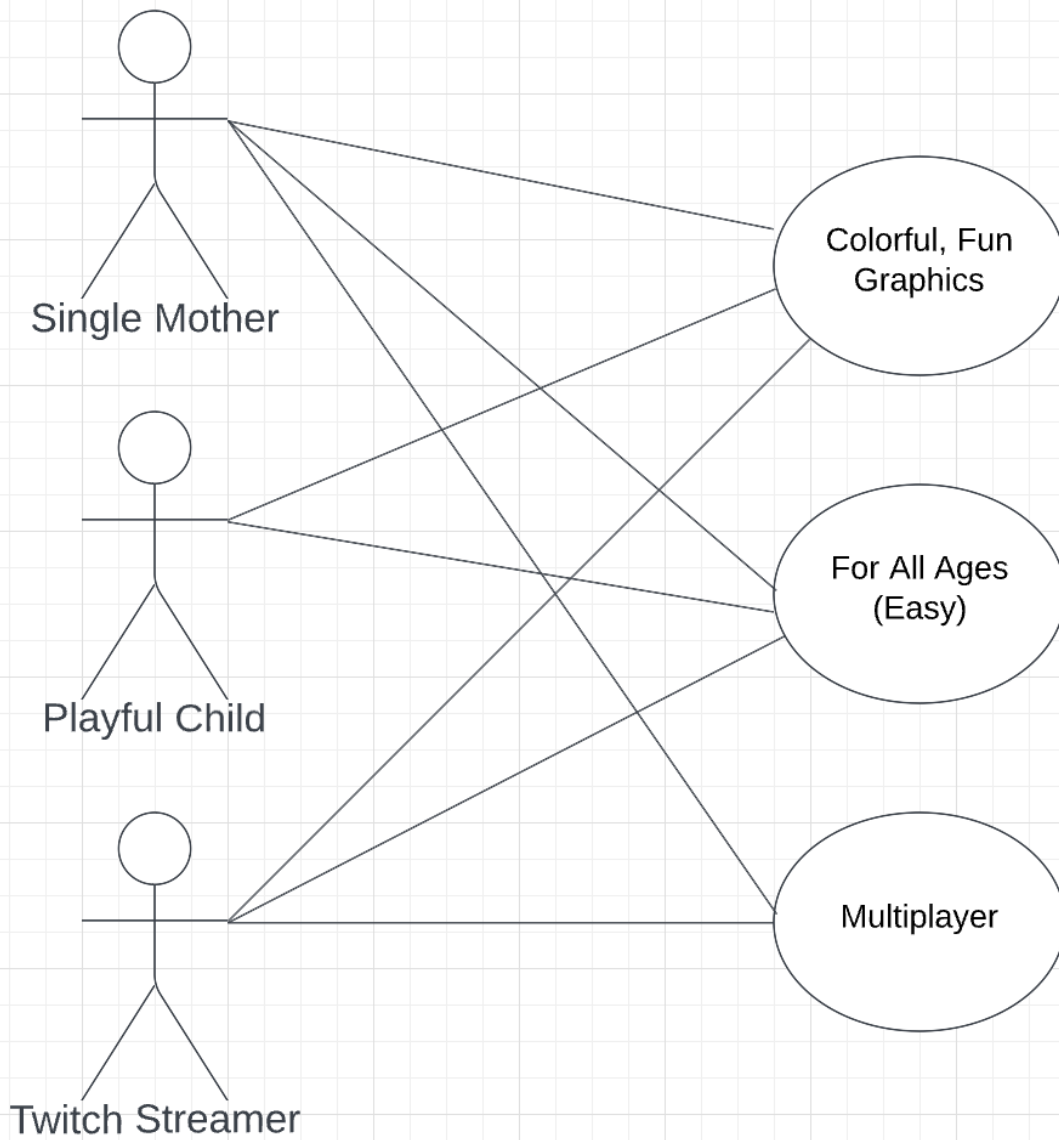 Single Mother
Colorful, Fun
Graphics
Playful Child
For All Ages
(Easy)
Twitch Streamer
Multiplayer